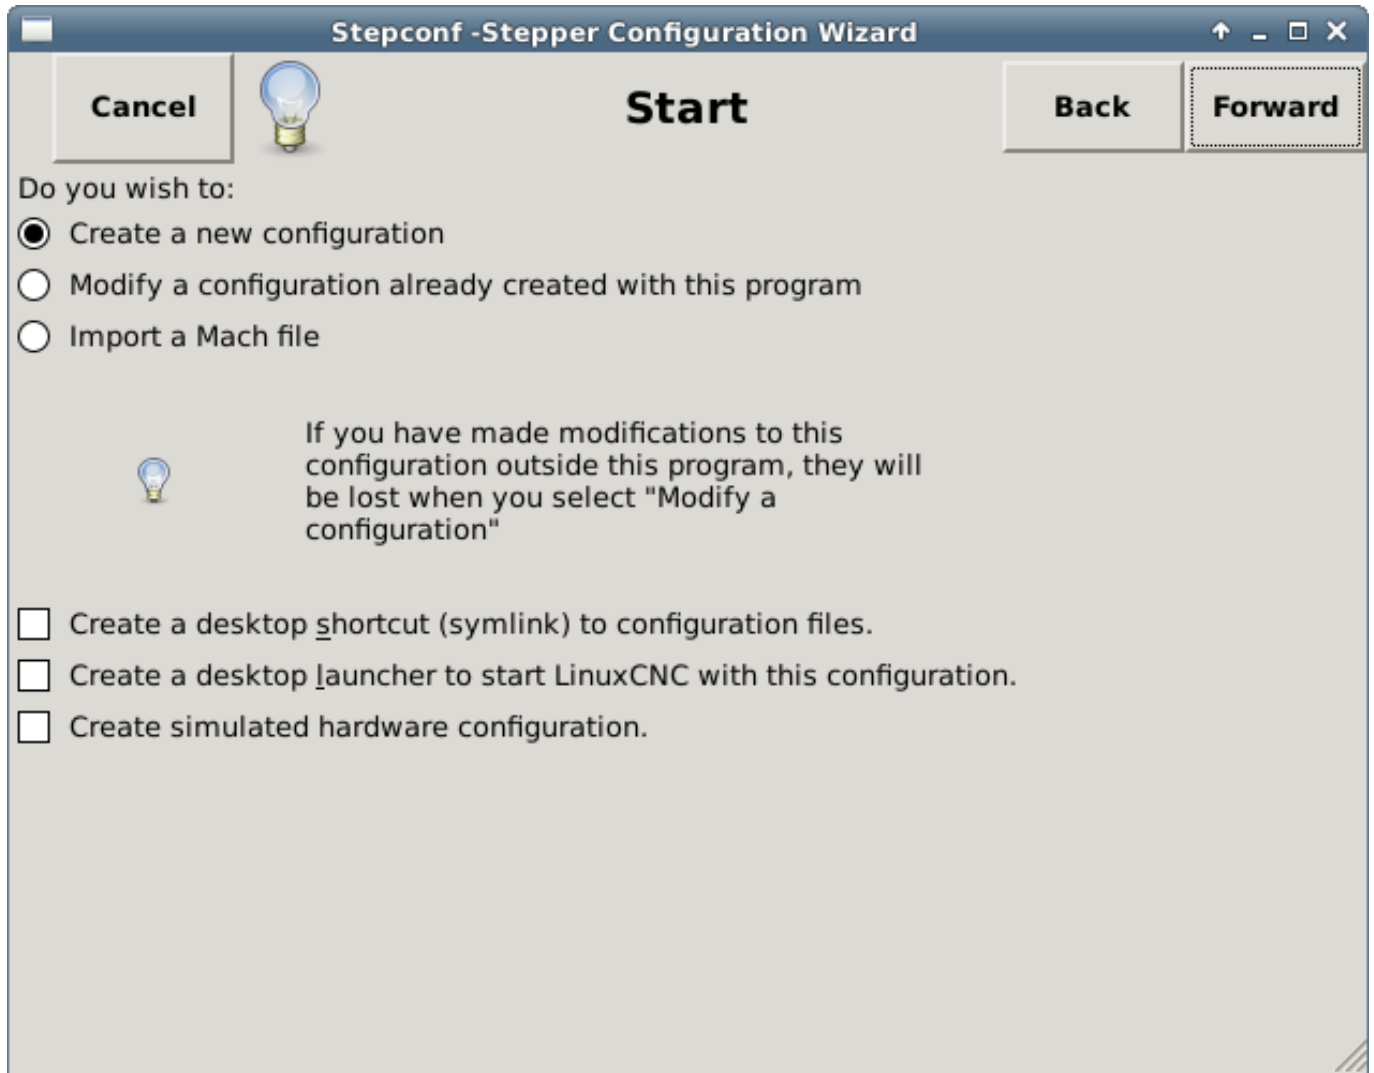 Stepconf -Stepper Configuration Wizard
Cancel
Start
Back
Forward
Do you wish to:
Create a new configuration
Modify a configuration already created with this program
Import a Mach file
If you have made modifications to this
configuration outside this program, they will
be lost when you select "Modify a
configuration"
Create a desktop shortcut (symlink) to configuration files.
Create a desktop launcher to start LinuxCNC with this configuration.
Create simulated hardware configuration.